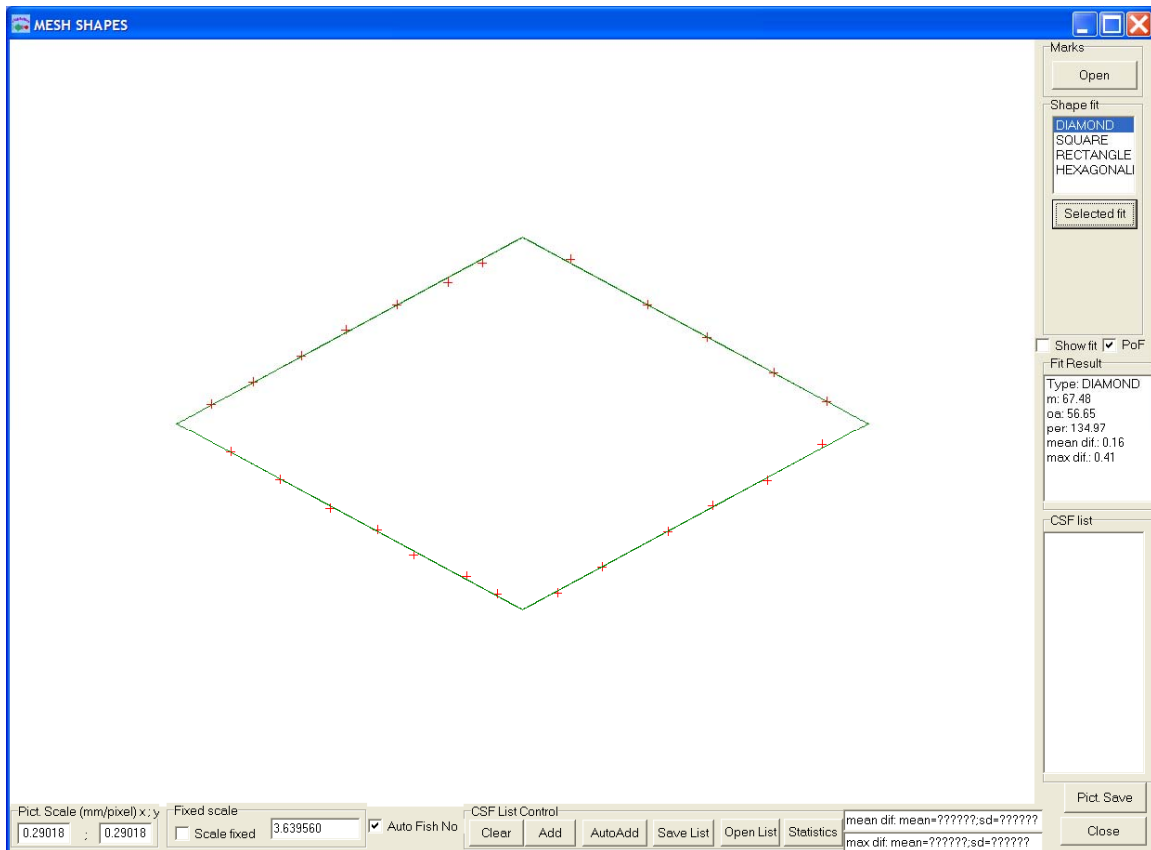 MESH SHAPES
Marks
Open
Shape fit
DIAMOND
SQUARE
RECTANGLE
HEXAGONALI
Selected fit
Show fit
PoF
Fit Result
Type: DIAMOND
m: 67.48
oa: 56.65
per: 134.97
mean dif.: 0.16
max dif.: 0.41
CSF list
Pict. Save
Close
Pict. Scale (mm/pixel) x ; y
0.29018 ; 0.29018
Fixed scale
Scale fixed
3.639560
Auto Fish No
CSF List Control
Clear
Add
AutoAdd
Save List
Open List
Statistics
mean dif: mean=??????;sd=??????
max dif: mean=??????;sd=??????